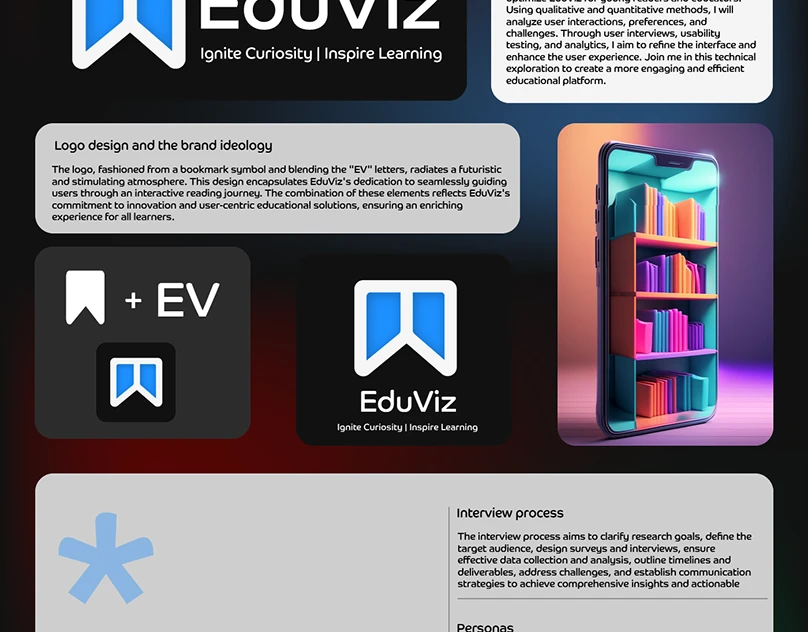 EduViz
Ignite Curiosity | Inspire Learning
Using qualitative and quantitative methods, I will
analyze user interactions, preferences, and
challenges. Through user interviews, usability
testing, and analytics, I aim to refine the interface and
enhance the user experience. Join me in this technical
exploration to create a more engaging and efficient
educational platform.
Logo design and the brand ideology
The logo, fashioned from a bookmark symbol and blending the "EV" letters, radiates a futuristic
and stimulating atmosphere. This design encapsulates EduViz's dedication to seamlessly guiding
users through an interactive reading journey. The combination of these elements reflects EduViz's
commitment to innovation and user-centric educational solutions, ensuring an enriching
experience for all learners.
+ EV
EduViz
Ignite Curiosity | Inspire Learning
Interview process
The interview process aims to clarify research goals, define the
target audience, design surveys and interviews, ensure
effective data collection and analysis, outline timelines and
deliverables, address challenges, and establish communication
strategies to achieve comprehensive insights and actionable
Personas